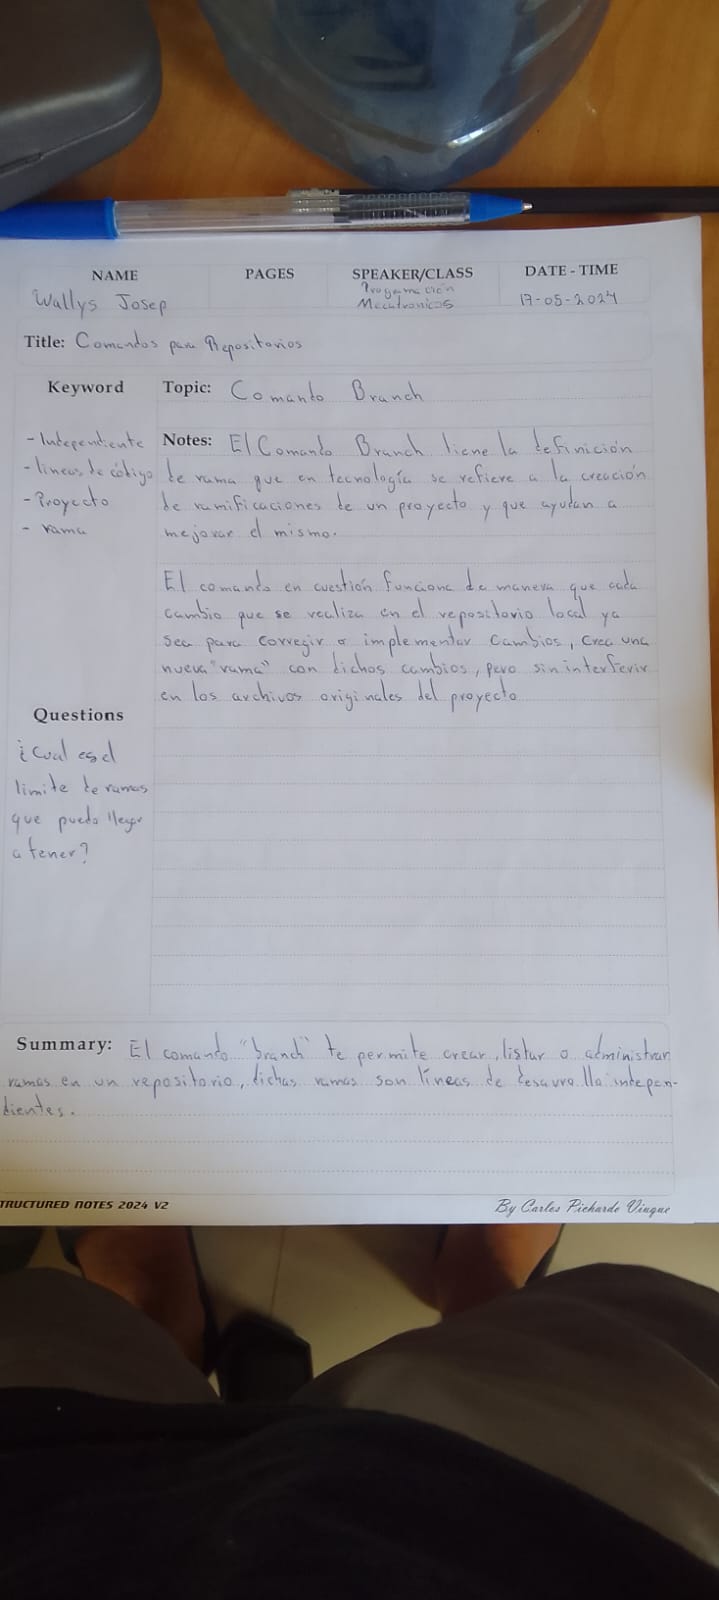 NAME
PAGES
SPEAKER/CLASS
DATE - TIME
Wallys Josep
Programación
Mecatronicas
17-05-2024
Title: Comandos para Repositorios
Keyword
- Independiente
- líneas de código
- Proyecto
- rama
Topic: Comando Branch
Notes: El Comando Branch tiene la definición
de rama que en tecnología se refiere a la creación
de ramificaciones de un proyecto y que ayudan a
mejorar el mismo.
El comando en cuestión funciona de manera que cada
cambio que se realiza en el repositorio local ya
sea para corregir o implementar cambios, crea una
nueva "rama" con dichos cambios, pero sin interferir
en los archivos originales del proyecto
Questions
¿Cual es el
limite de ramas
que puedo llegar
a tener?
Summary: El comando "branch" te permite crear, listar o administrar
ramas en un repositorio, dichas ramas son líneas de desarrollo indepen-
dientes.
TRUCTURED NOTES 2024 V2
By Carlos Pichardo Viuque